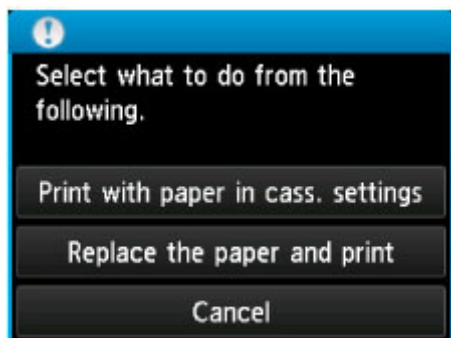 Select what to do from the
following.
Print with paper in cass. settings
Replace the paper and print
Cancel